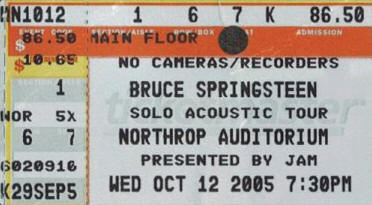 MN1012 1 6 7 K 86.50
EVENT CODE SECTION/AISLE ROW/BOX SEAT ADMISSION
$ 86.50 MAIN FLOOR
$ 10.65 NO CAMERAS/RECORDERS
1 BRUCE SPRINGSTEEN
NOR 5X SOLO ACOUSTIC TOUR
6 7 NORTHROP AUDITORIUM
6020916 PRESENTED BY JAM
K29SEP5 WED OCT 12 2005 7:30PM